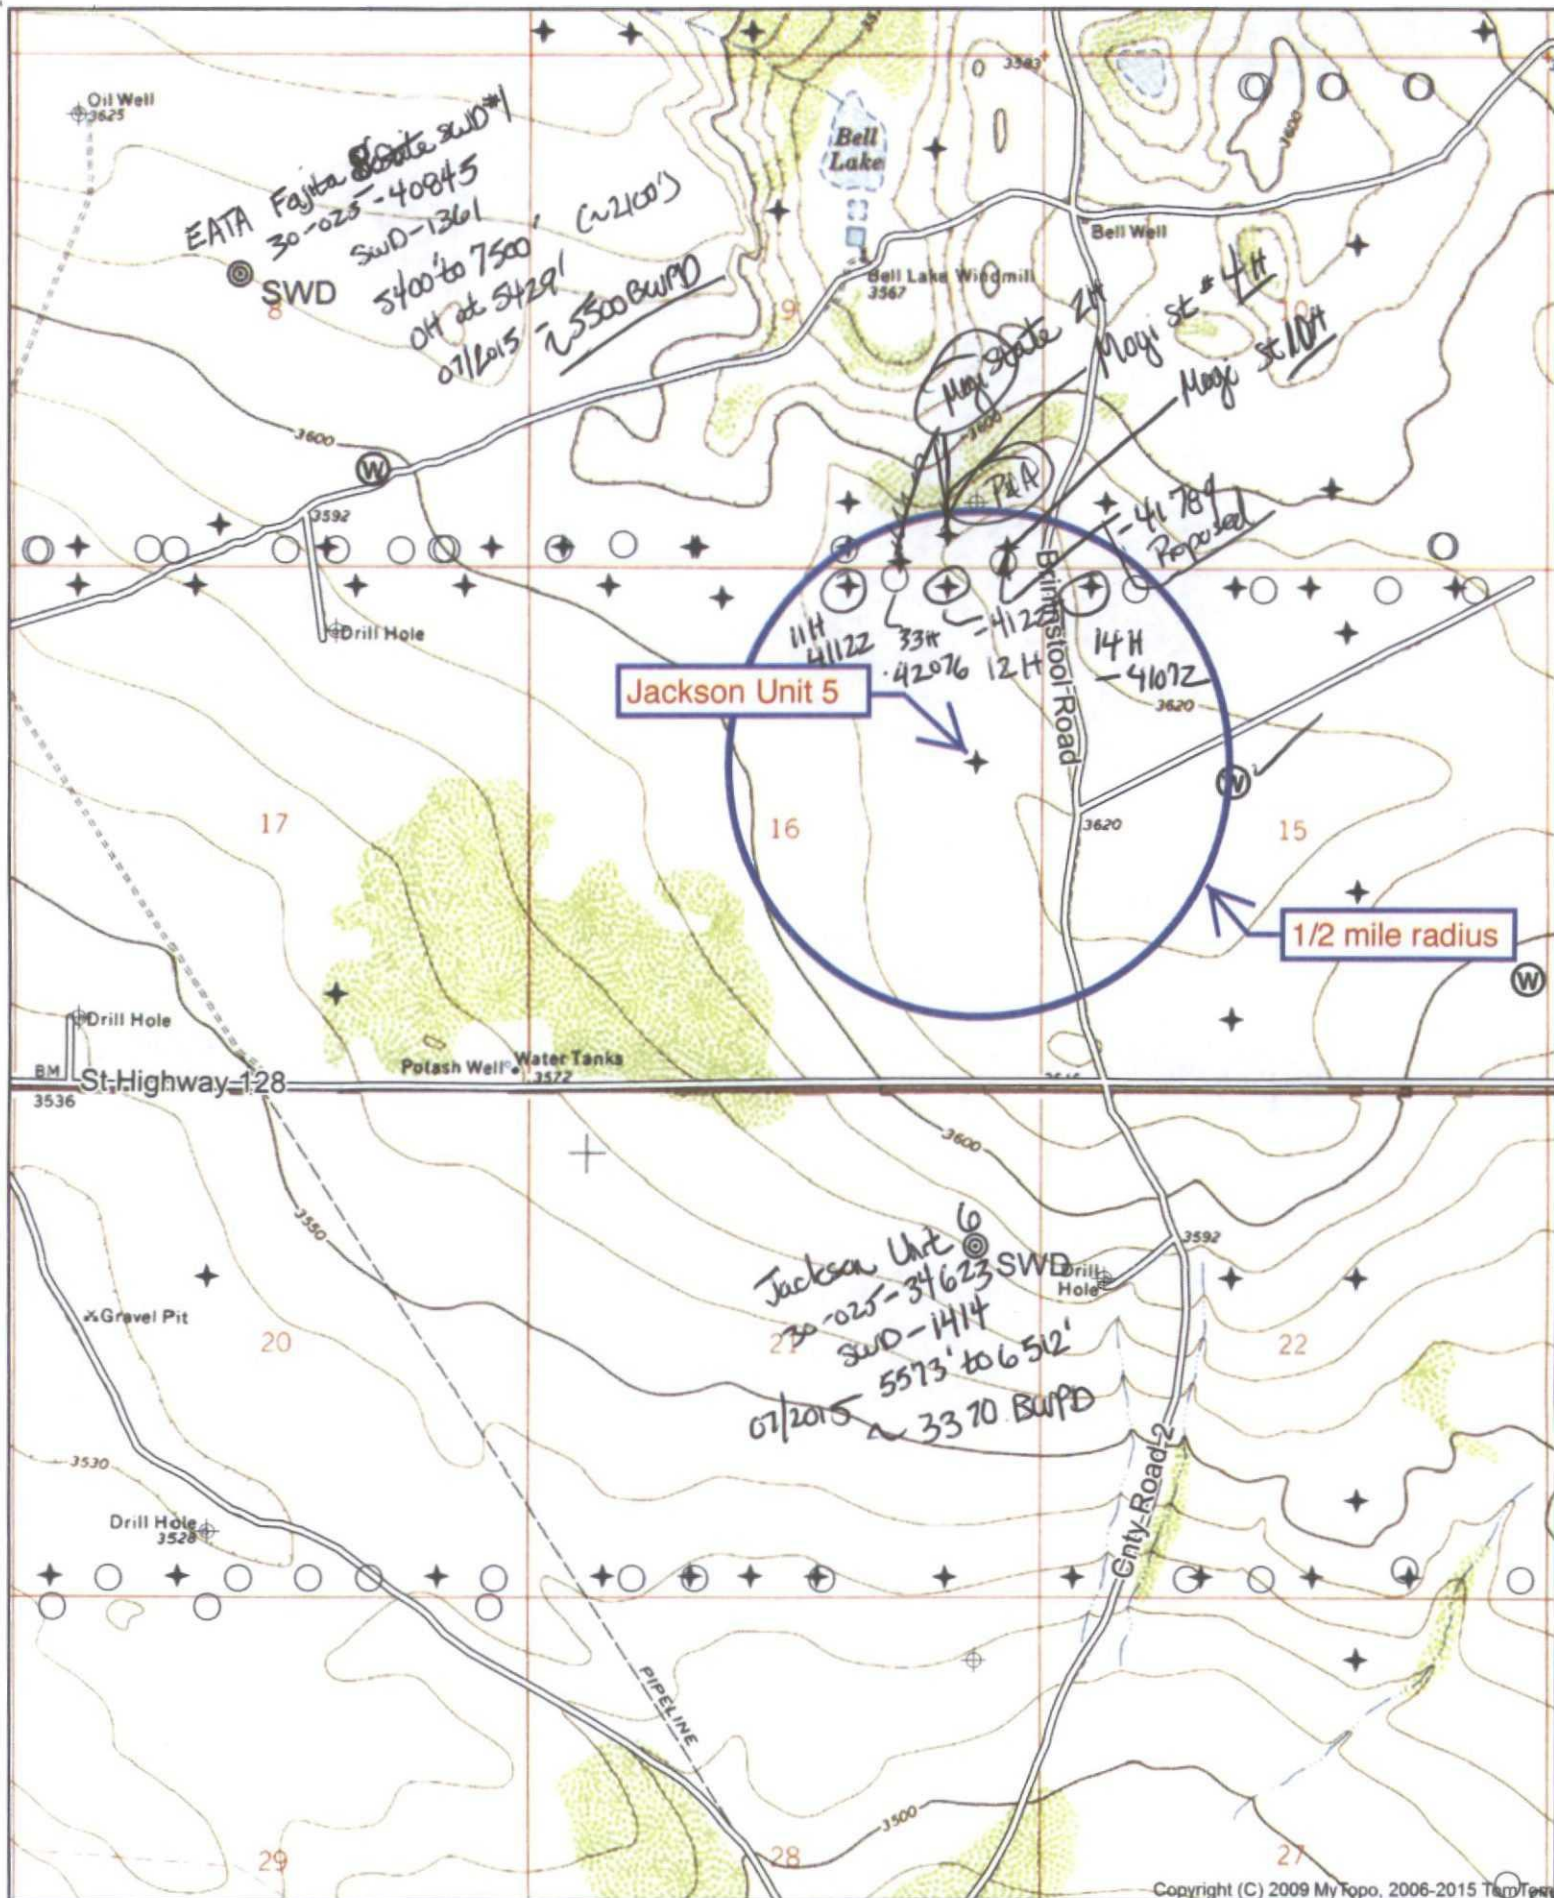 Oil Well
3625
EATA Fajita State SWD #1
30-025-40845
SWD-1361
5400' to 7500' (~2100')
OH at 5429'
07/2015 ~5500 BWPD
SWD
8
Bell
Lake
3583
3600
Bell Well
Bell Lake Windmill
3567
9
10
Magi State 2H
Magi St #4H
Magi St 10H
3600
P&A
-41789
Proposed
3600
W
3592
Drill Hole
11H
41122
33H
-42076
12H
14H
-41072
Brinnstool Road
Jackson Unit 5
3620
W
17
16
3620
15
1/2 mile radius
W
Drill Hole
Potash Well
Water Tanks
3572
BM
St Highway 128
3536
3600
3550
Jackson Unit 6
30-025-34623
SWD-1414
5573' to 6512'
07/2015 ~ 3370 BWPD
SWD
Drill
Hole
3592
Gravel Pit
20
21
22
3530
Drill Hole
3528
Cnty Road 2
PIPELINE
3500
29
28
27
Copyright (C) 2009 MyTopo, 2006-2015 TomTom